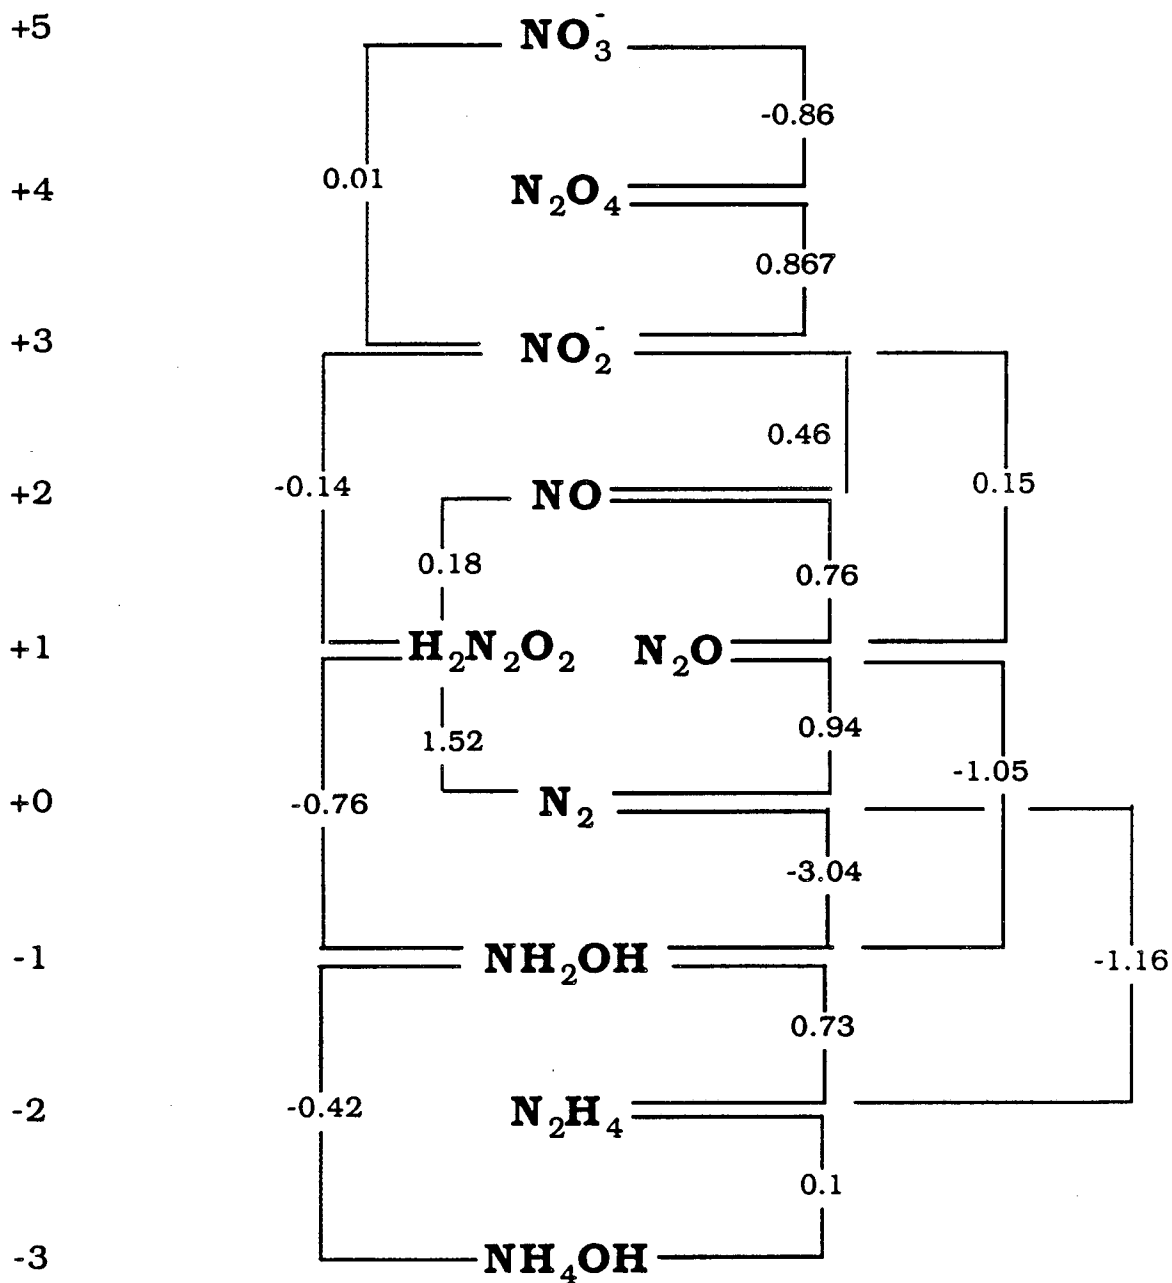 +5 NO₃⁻
-0.86
0.01
+4 N₂O₄
0.867
+3 NO₂⁻
0.46
-0.14
+2 NO 0.15
0.18 0.76
+1 H₂N₂O₂ N₂O
1.52 0.94
-1.05
+0 -0.76 N₂
-3.04
-1 NH₂OH -1.16
0.73
-2 -0.42 N₂H₄
0.1
-3 NH₄OH